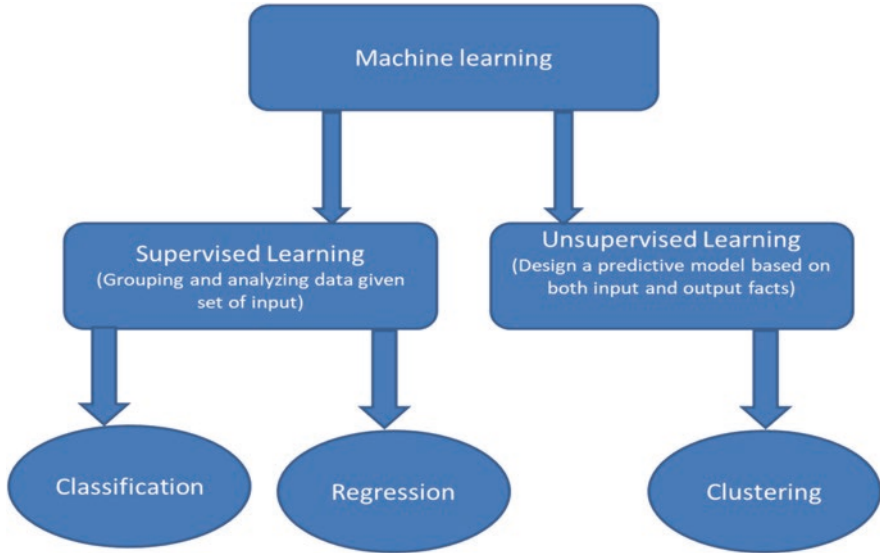 Machine learning
Supervised Learning
(Grouping and analyzing data given
set of input)
Unsupervised Learning
(Design a predictive model based on
both input and output facts)
Classification
Regression
Clustering